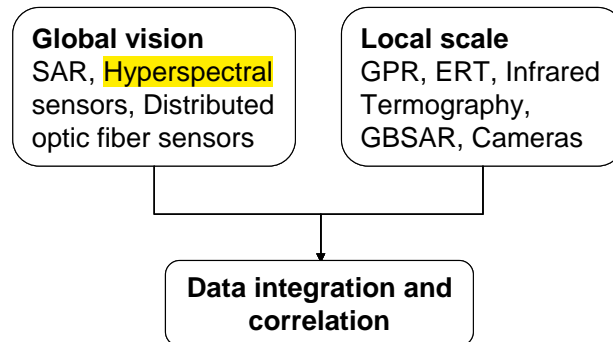 Global vision
SAR, Hyperspectral
sensors, Distributed
optic fiber sensors
Local scale
GPR, ERT, Infrared
Termography,
GBSAR, Cameras
Data integration and
correlation